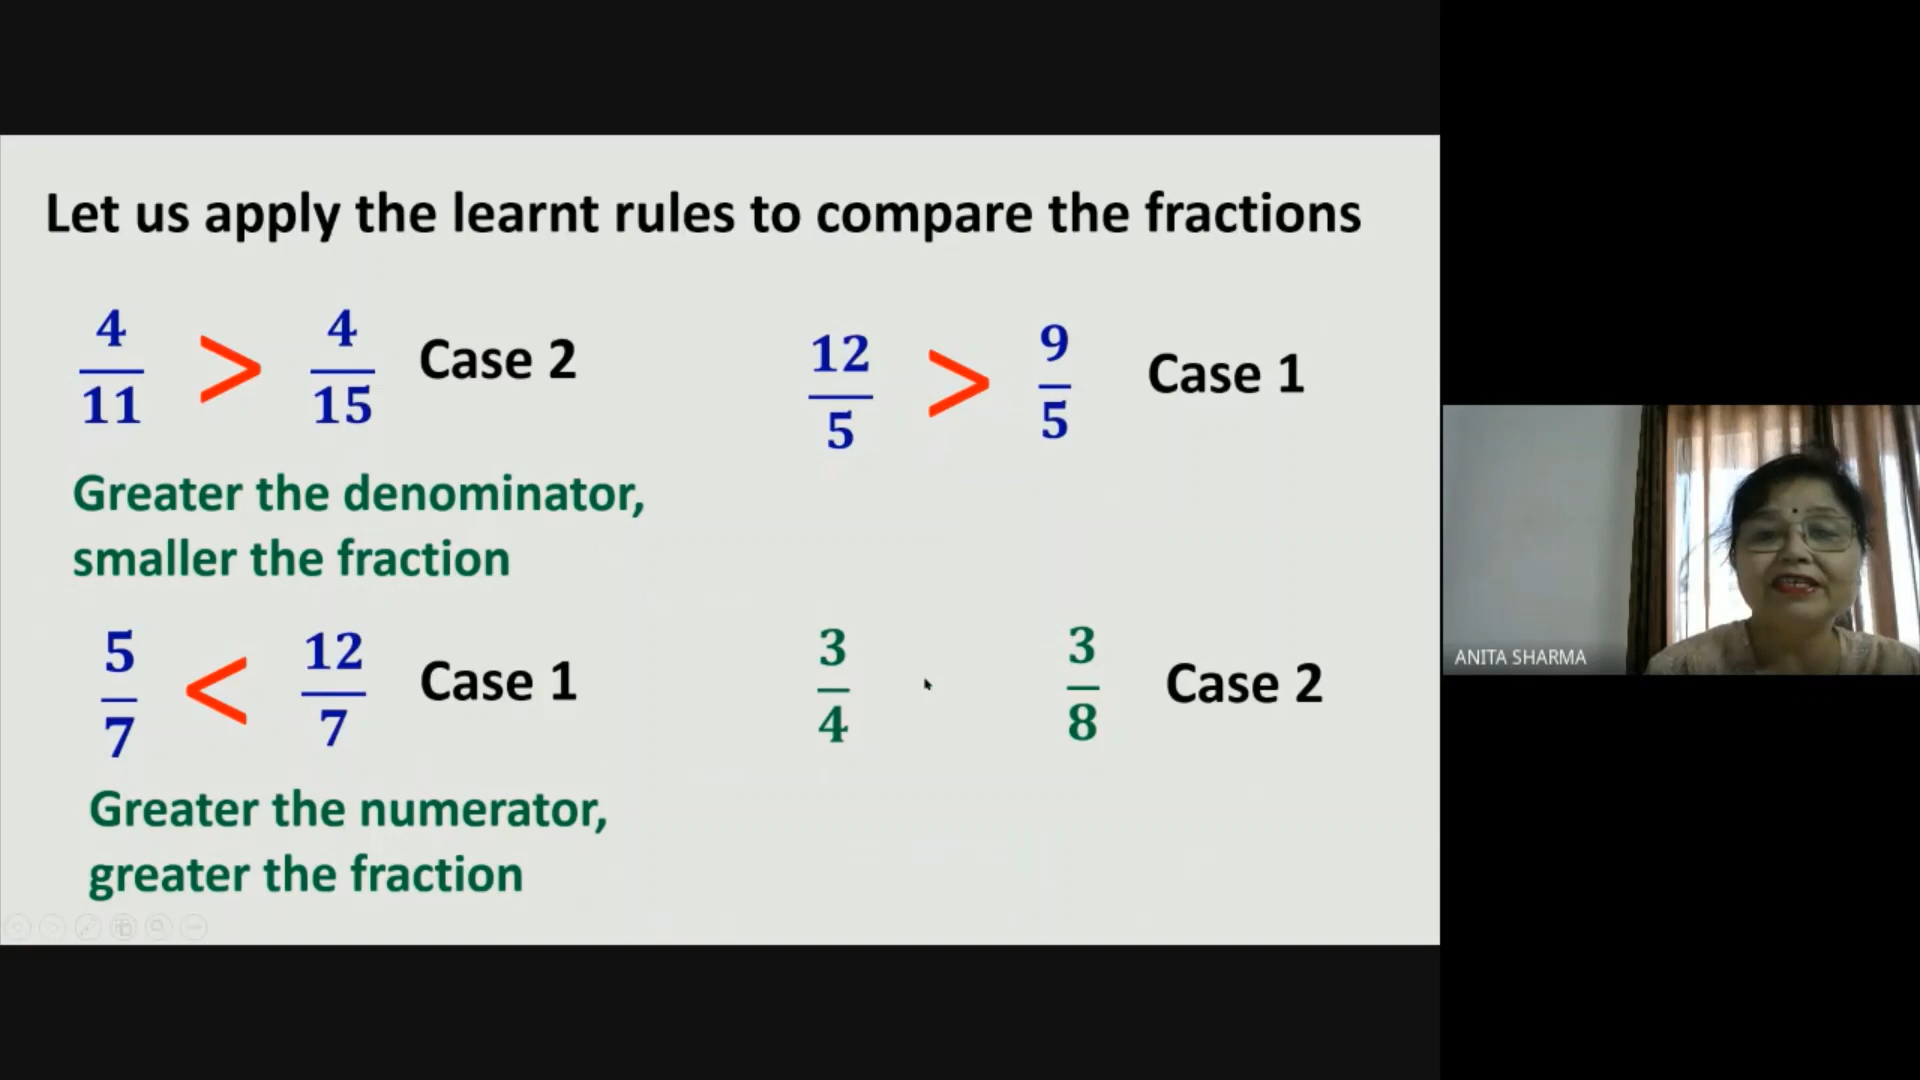 Let us apply the learnt rules to compare the fractions
4/11 > 4/15 Case 2
12/5 > 9/5 Case 1
Greater the denominator,
smaller the fraction
5/7 < 12/7 Case 1
3/4 3/8 Case 2
Greater the numerator,
greater the fraction
ANITA SHARMA